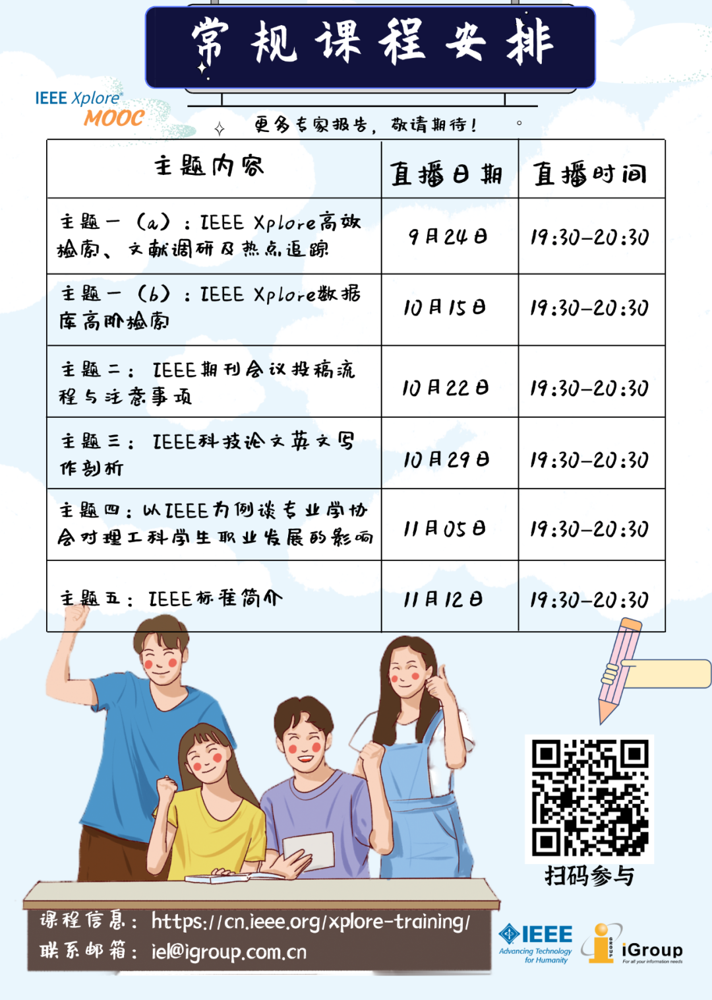 常规课程安排
IEEE Xplore®
MOOC
更多专家报告，敬请期待！
主题内容 直播日期 直播时间
主题一（a）：IEEE Xplore高效
检索、文献调研及热点追踪
9月24日 19:30-20:30
主题一（b）：IEEE Xplore数据
库高阶检索
10月15日 19:30-20:30
主题二：IEEE期刊会议投稿流
程与注意事项
10月22日 19:30-20:30
主题三：IEEE科技论文英文写
作剖析
10月29日 19:30-20:30
主题四：以IEEE为例谈专业学协
会对理工科学生职业发展的影响
11月05日 19:30-20:30
主题五：IEEE标准简介 11月12日 19:30-20:30
扫码参与
课程信息：https://cn.ieee.org/xplore-training/
联系邮箱：iel@igroup.com.cn
IEEE
Advancing Technology
for Humanity
iGROUP
iGroup
For all your information needs